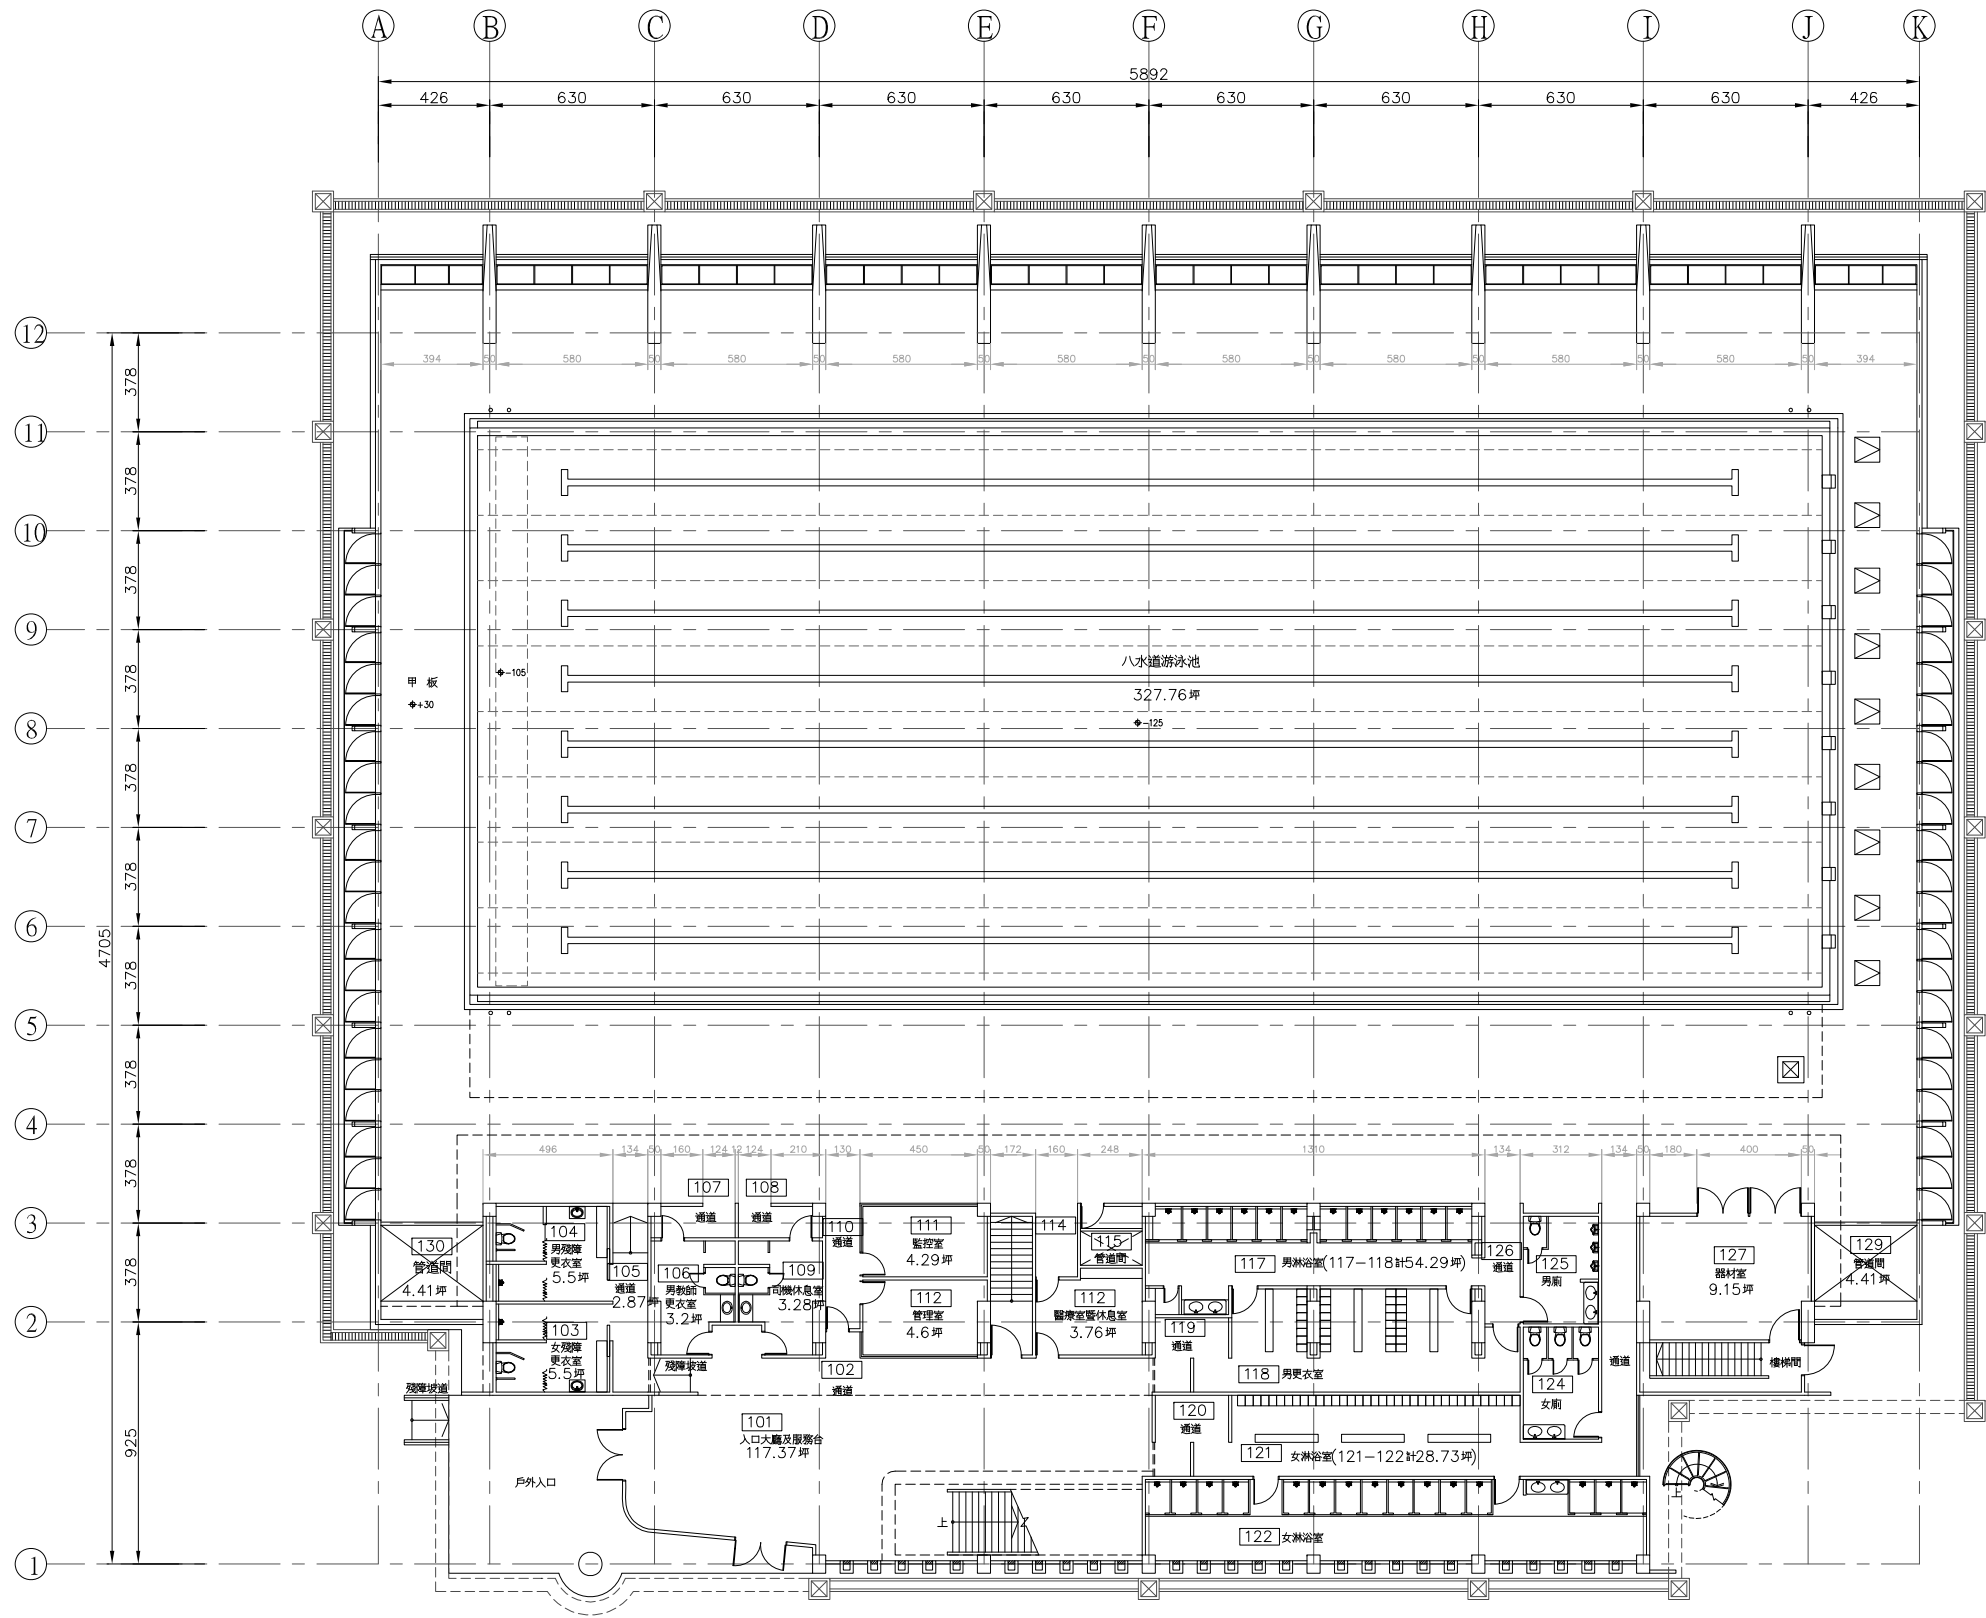 A B C D E F G H I J K
5892
426 630 630 630 630 630 630 630 630 426
12
394 50 580 50 580 50 580 50 580 50 580 50 580 50 580 50 580 50 394
378
11
378
10
378
9
八水道游泳池
378
甲 板
-105
327.76坪
+30
-125
8
378
7
378
6
4705
378
5
378
4
378
496 134 50 160 124 12 124 210 130 450 50 172 160 248 1310 134 312 134 50 180 400 50
107 108
通道 通道
3
104
男殘障
更衣室
5.5坪
110
通道
111
監控室
4.29坪
114
115
管道間
117 男淋浴室(117-118計54.29坪)
126
通道
125
男廁
127
器材室
9.15坪
129
管道間
4.41坪
130
管道間
4.41坪
378
105
通道
2.87坪
106
男教師
更衣室
3.2坪
109
司機休息室
3.28坪
112
管理室
4.6坪
112
醫療室暨休息室
3.76坪
2
103
女殘障
更衣室
5.5坪
119
通道
殘障坡道
殘障坡道
102
通道
118 男更衣室
124
女廁
通道
樓梯間
925
101
入口大廳及服務台
117.37坪
120
通道
121 女淋浴室(121-122計28.73坪)
戶外入口
上
上
122 女淋浴室
1